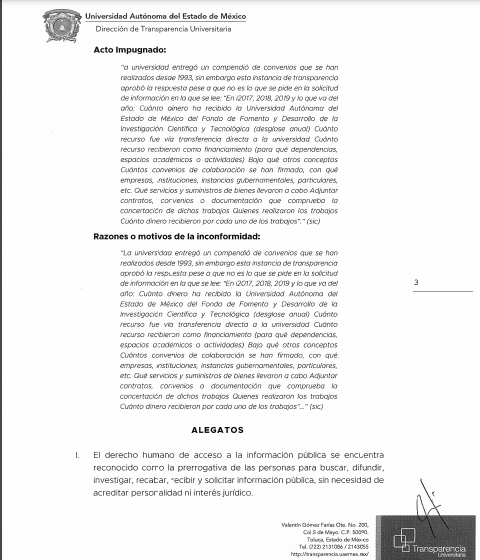 Universidad Autónoma del Estado de México
Dirección de Transparencia Universitaria
Acto Impugnado:
"a universidad entregó un compendió de convenios que se han
realizados desde 1993, sin embargo esta instancia de transparencia
aprobó la respuesta pese a que no es lo que se pide en la solicitud
de información en la que se lee: "En i2017, 2018, 2019 y lo que va del
año: Cuánto dinero ha recibido la Universidad Autónoma del
Estado de México del Fondo de Fomento y Desarrollo de la
Investigación Científica y Tecnológica (desglose anual) Cuánto
recurso fue vía transferencia directa a la universidad Cuánto
recurso recibieron como financiamiento (para qué dependencias,
espacios académicos o actividades) Bajo qué otros conceptos
Cuántos convenios de colaboración se han firmado, con qué
empresas, instituciones, instancias gubernamentales, particulares,
etc. Qué servicios y suministros de bienes llevaron a cabo Adjuntar
contratos, convenios o documentación que comprueba la
concertación de dichos trabajos Quienes realizaron los trabajos
Cuánto dinero recibieron por cada uno de los trabajos"." (sic)
Razones o motivos de la inconformidad:
"La universidad entregó un compendió de convenios que se han
realizados desde 1993, sin embargo esta instancia de transparencia
aprobó la respuesta pese a que no es lo que se pide en la solicitud
de información en la que se lee: "En i2017, 2018, 2019 y lo que va del
año: Cuánto dinero ha recibido la Universidad Autónoma del
Estado de México del Fondo de Fomento y Desarrollo de la
Investigación Científica y Tecnológica (desglose anual) Cuánto
recurso fue vía transferencia directa a la universidad Cuánto
recurso recibieron como financiamiento (para qué dependencias,
espacios académicos o actividades) Bajo qué otros conceptos
Cuántos convenios de colaboración se han firmado, con qué
empresas, instituciones, instancias gubernamentales, particulares,
etc. Qué servicios y suministros de bienes llevaron a cabo Adjuntar
contratos, convenios o documentación que comprueba la
concertación de dichos trabajos Quienes realizaron los trabajos
Cuánto dinero recibieron por cada uno de los trabajos"..." (sic)
3
ALEGATOS
I. El derecho humano de acceso a la información pública se encuentra
reconocido como la prerrogativa de las personas para buscar, difundir,
investigar, recabar, recibir y solicitar información pública, sin necesidad de
acreditar personalidad ni interés jurídico.
Valentín Gómez Farías Ote. No. 200,
Col.5 de Mayo. C.P. 50090.
Toluca, Estado de México
Tel. (722) 2131086 / 2143055
http://transparencia.uaemex.mx/
Transparencia
Universitaria